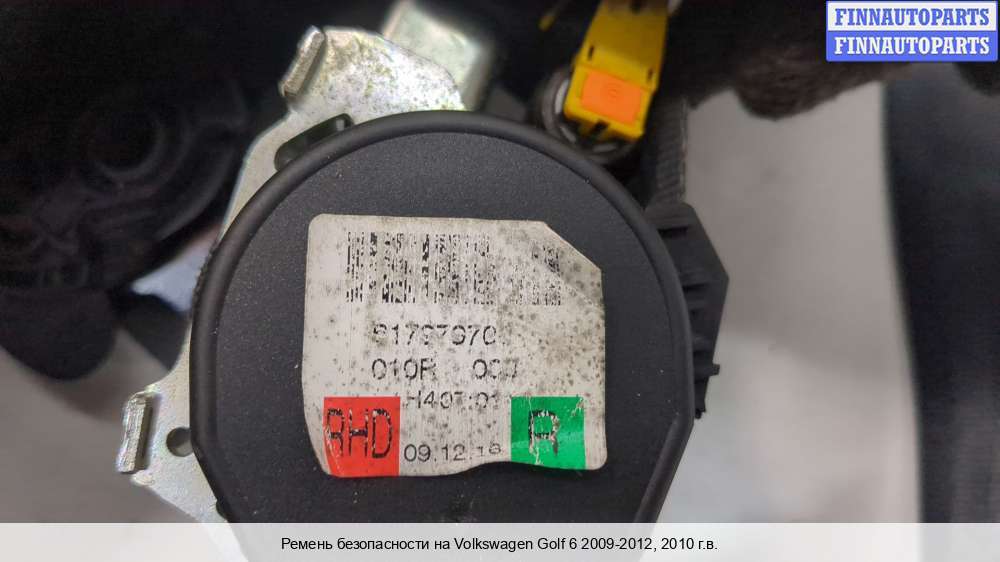 FINNAUTOPARTS
FINNAUTOPARTS
010R
RHD
09.12.18
R
Ремень безопасности на Volkswagen Golf 6 2009-2012, 2010 г.в.